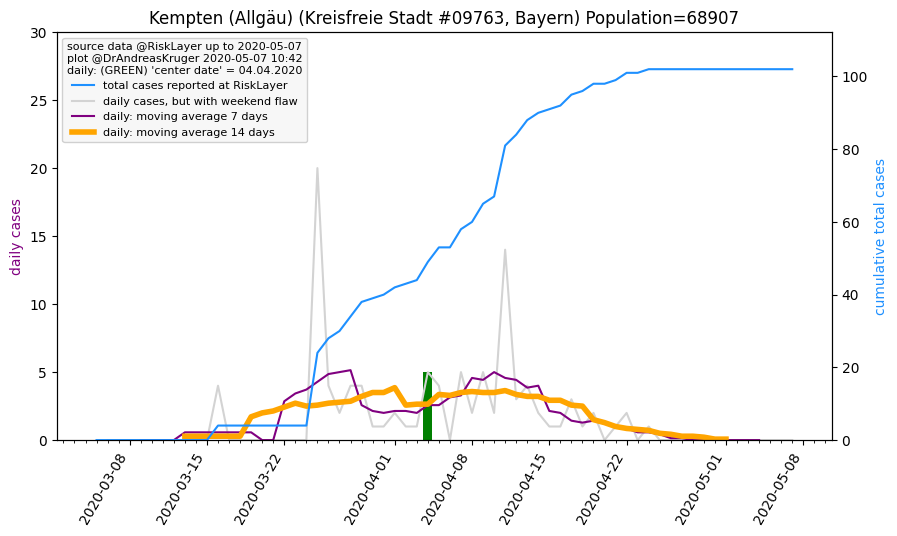 Kempten (Allgäu) (Kreisfreie Stadt #09763, Bayern) Population=68907
source data @RiskLayer up to 2020-05-07
plot @DrAndreasKruger 2020-05-07 10:42
daily: (GREEN) 'center date' = 04.04.2020
total cases reported at RiskLayer
daily cases, but with weekend flaw
daily: moving average 7 days
daily: moving average 14 days
daily cases
30
25
20
15
10
5
0
cumulative total cases
100
80
60
40
20
0
2020-03-08
2020-03-15
2020-03-22
2020-04-01
2020-04-08
2020-04-15
2020-04-22
2020-05-01
2020-05-08